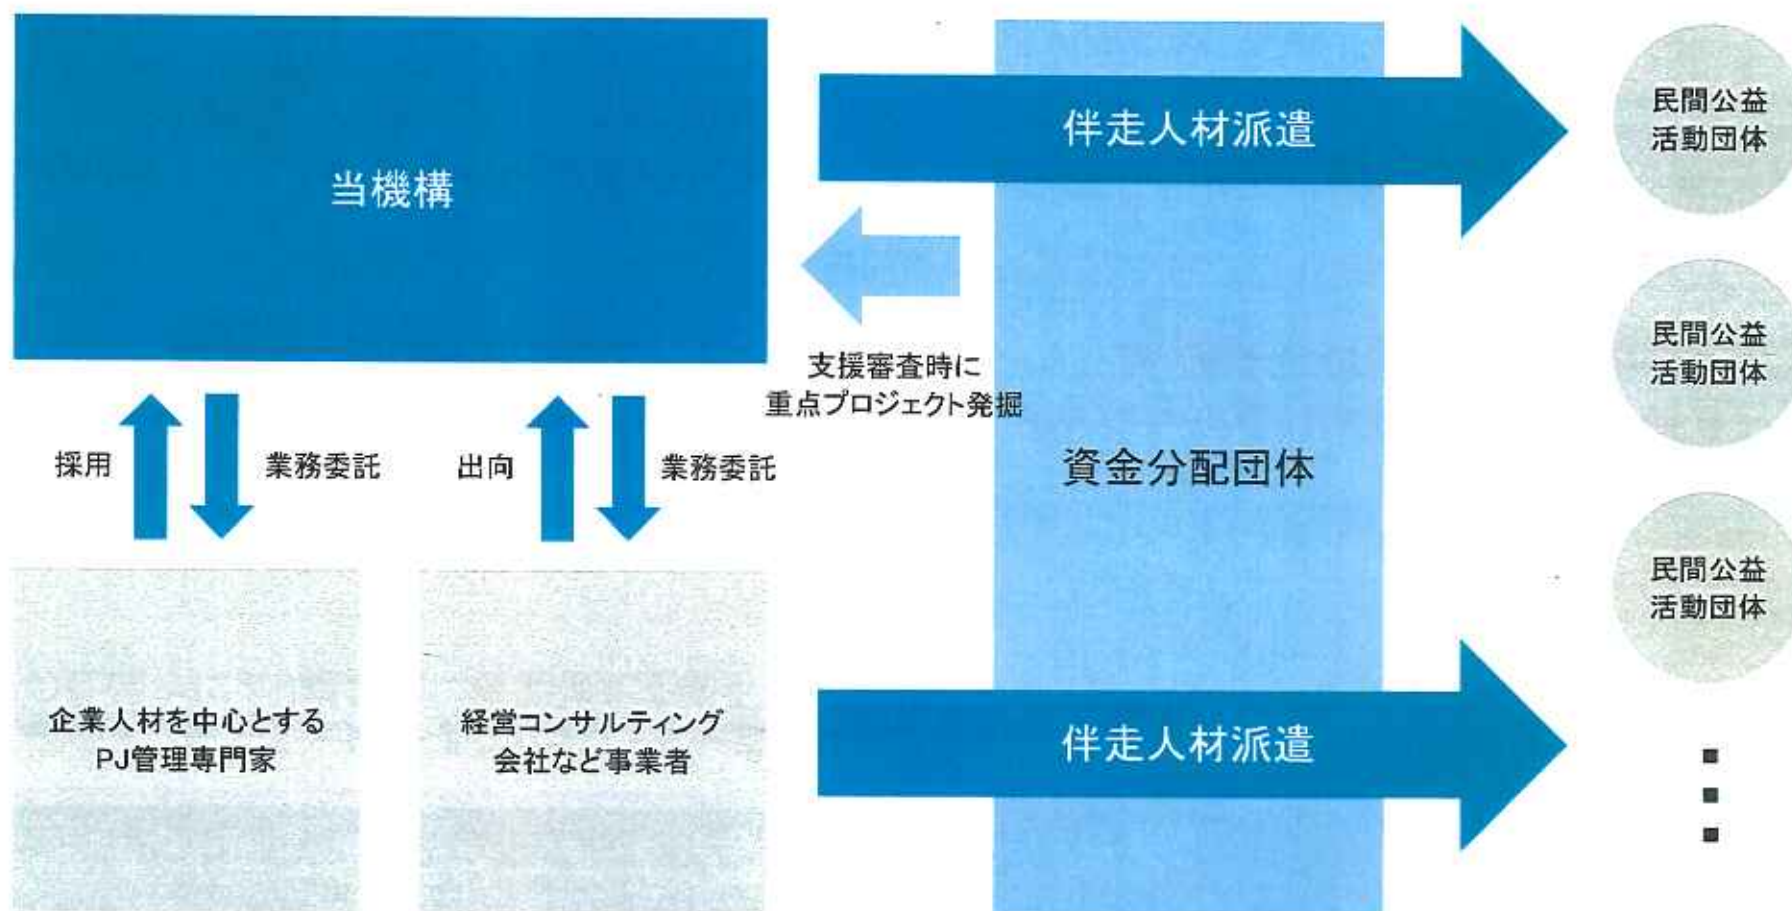 当機構
伴走人材派遣
民間公益
活動団体
支援審査時に
重点プロジェクト発掘
民間公益
活動団体
採用
業務委託
出向
業務委託
資金分配団体
民間公益
活動団体
企業人材を中心とする
PJ管理専門家
経営コンサルティング
会社など事業者
伴走人材派遣